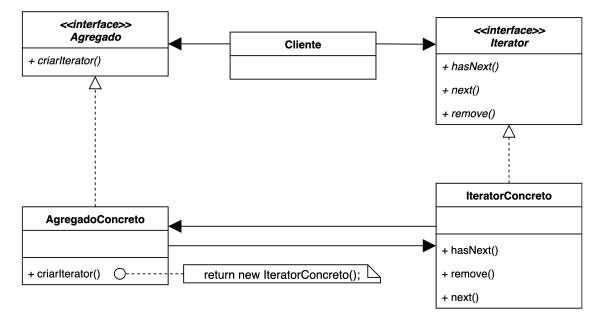 <<interface>>
Agregado
+ criarIterator()
Cliente
<<interface>>
Iterator
+ hasNext()
+ next()
+ remove()
AgregadoConcreto
+ criarIterator()
return new IteratorConcreto();
IteratorConcreto
+ hasNext()
+ remove()
+ next()